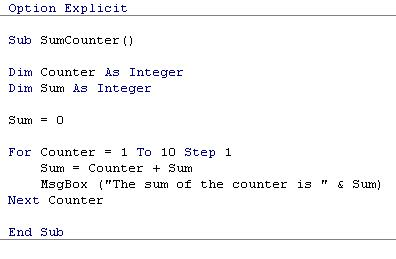 Option Explicit
Sub SumCounter()
Dim Counter As Integer
Dim Sum As Integer
Sum = 0
For Counter = 1 To 10 Step 1
Sum = Counter + Sum
MsgBox ("The sum of the counter is " & Sum)
Next Counter
End Sub